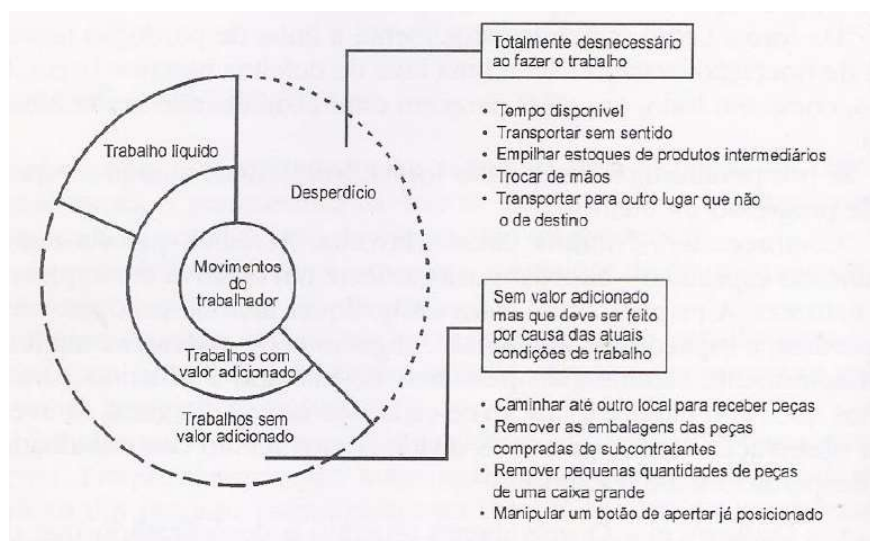 Totalmente desnecessário
ao fazer o trabalho
• Tempo disponível
• Transportar sem sentido
• Empilhar estoques de produtos intermediários
• Trocar de mãos
• Transportar para outro lugar que não
o de destino
Trabalho líquido
Desperdício
Movimentos
do
trabalhador
Trabalhos com
valor adicionado
Trabalhos sem
valor adicionado
Sem valor adicionado
mas que deve ser feito
por causa das atuais
condições de trabalho
• Caminhar até outro local para receber peças
• Remover as embalagens das peças
compradas de subcontratantes
• Remover pequenas quantidades de peças
de uma caixa grande
• Manipular um botão de apertar já posicionado